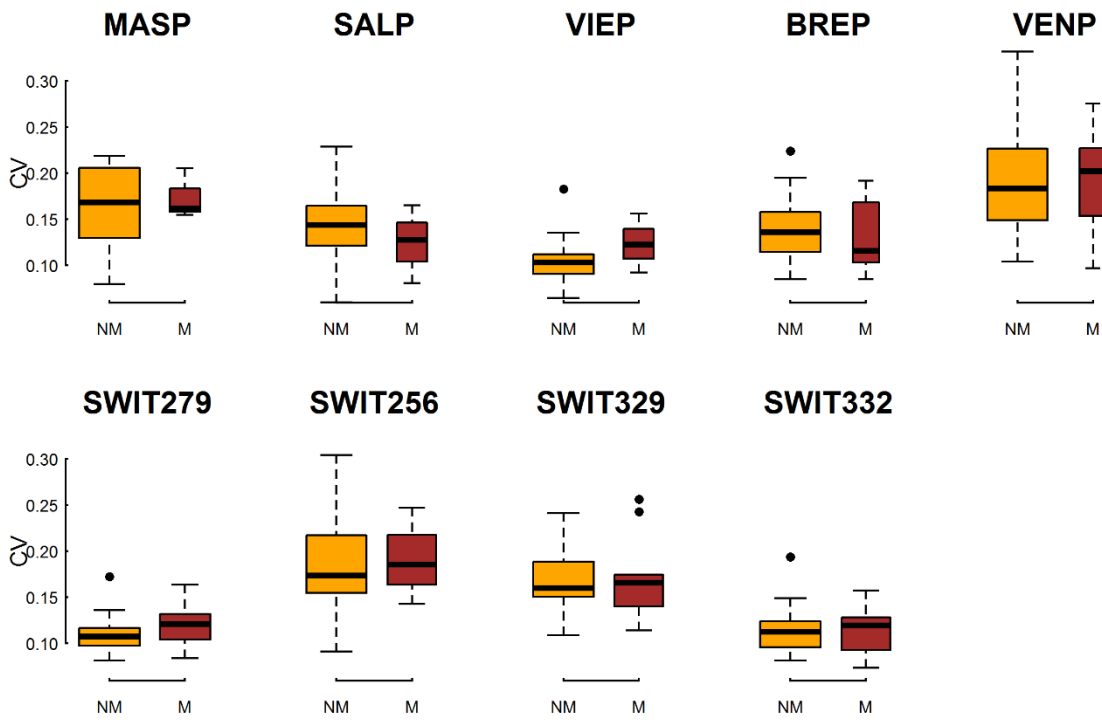 MASP SALP VIEP BREP VENP
0.30
0.25
0.20
0.15
0.10
CV
NM M NM M NM M NM M NM M
SWIT279 SWIT256 SWIT329 SWIT332
0.30
0.25
0.20
0.15
0.10
CV
NM M NM M NM M NM M